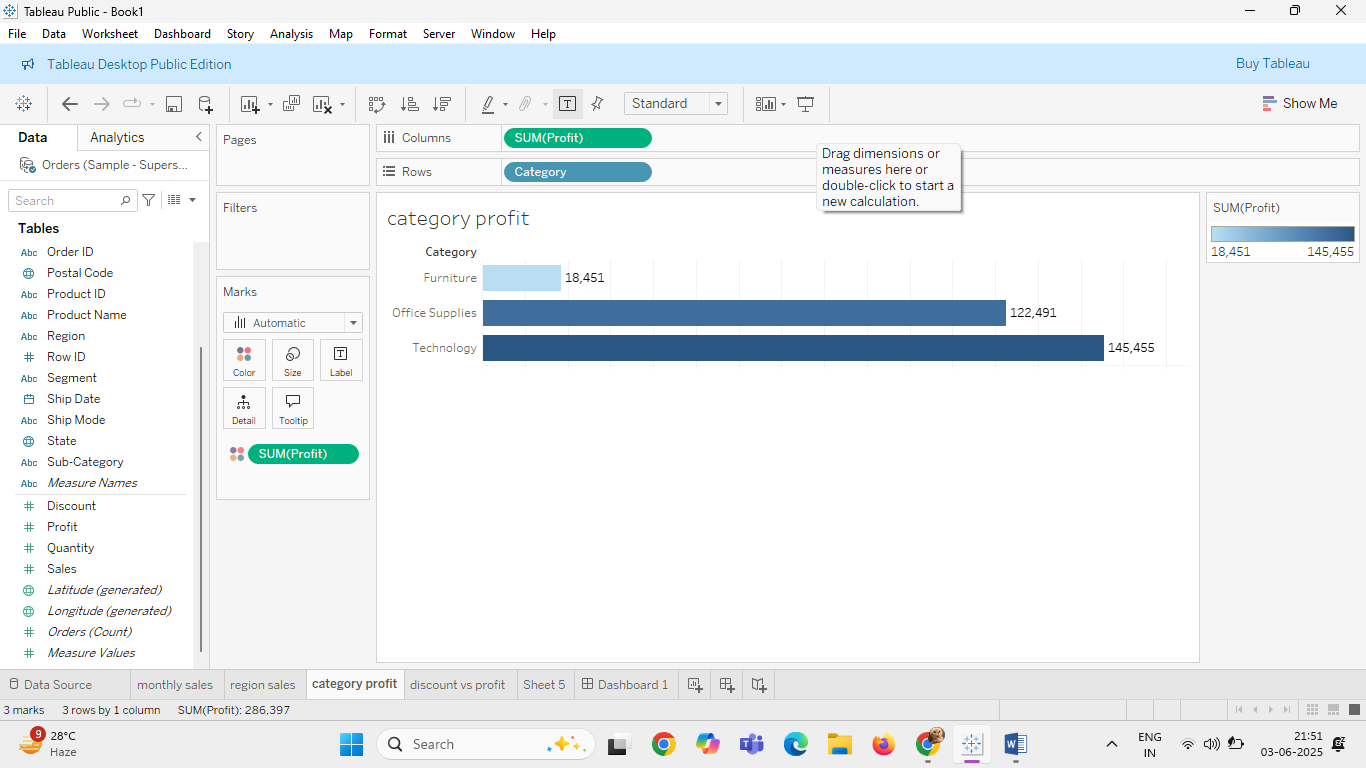 Tableau Public - Book1
File Data Worksheet Dashboard Story Analysis Map Format Server Window Help
Tableau Desktop Public Edition
Buy Tableau
Standard
Show Me
Data
Analytics
Orders (Sample - Supers...
Search
Tables
Abc Order ID
Postal Code
Abc Product ID
Abc Product Name
Abc Region
# Row ID
Abc Segment
Ship Date
Abc Ship Mode
State
Abc Sub-Category
Abc Measure Names
# Discount
# Profit
# Quantity
# Sales
Latitude (generated)
Longitude (generated)
# Orders (Count)
# Measure Values
Pages
Filters
Marks
Automatic
Color Size Label
Detail Tooltip
SUM(Profit)
Columns
SUM(Profit)
Rows
Category
Drag dimensions or
measures here or
double-click to start a
new calculation.
category profit
Category
Furniture 18,451
Office Supplies 122,491
Technology 145,455
SUM(Profit)
18,451 145,455
Data Source monthly sales region sales category profit discount vs profit Sheet 5 Dashboard 1
3 marks 3 rows by 1 column SUM(Profit): 286,397
9
28°C
Haze
Search
ENG
IN
21:51
03-06-2025